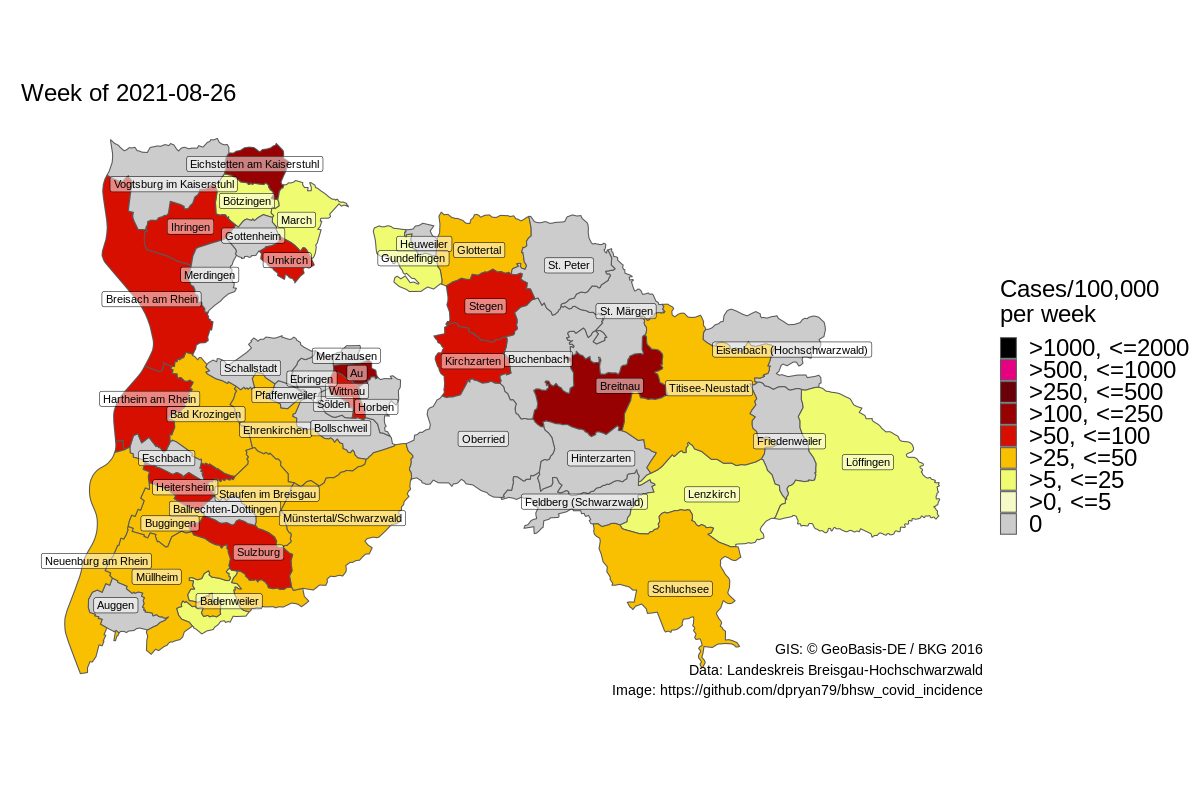 Week of 2021-08-26
Eichstetten am Kaiserstuhl
Vogtsburg im Kaiserstuhl
Bötzingen
March
Ihringen
Gottenheim
Umkirch
Merdingen
Breisach am Rhein
Heuweiler
Glottertal
Gundelfingen
St. Peter
Stegen
St. Märgen
Eisenbach (Hochschwarzwald)
Merzhausen
Buchenbach
Kirchzarten
Schallstadt
Au
Ebringen
Breitnau
Titisee-Neustadt
Wittnau
Pfaffenweiler
Hartheim am Rhein
Sölden
Horben
Bad Krozingen
Bollschweil
Ehrenkirchen
Oberried
Friedenweiler
Eschbach
Hinterzarten
Löffingen
Heitersheim
Staufen im Breisgau
Lenzkirch
Feldberg (Schwarzwald)
Ballrechten-Dottingen
Münstertal/Schwarzwald
Buggingen
Sulzburg
Neuenburg am Rhein
Müllheim
Schluchsee
Badenweiler
Auggen
Cases/100,000
per week
>1000, <=2000
>500, <=1000
>250, <=500
>100, <=250
>50, <=100
>25, <=50
>5, <=25
>0, <=5
0
GIS: © GeoBasis-DE / BKG 2016
Data: Landeskreis Breisgau-Hochschwarzwald
Image: https://github.com/dpryan79/bhsw_covid_incidence